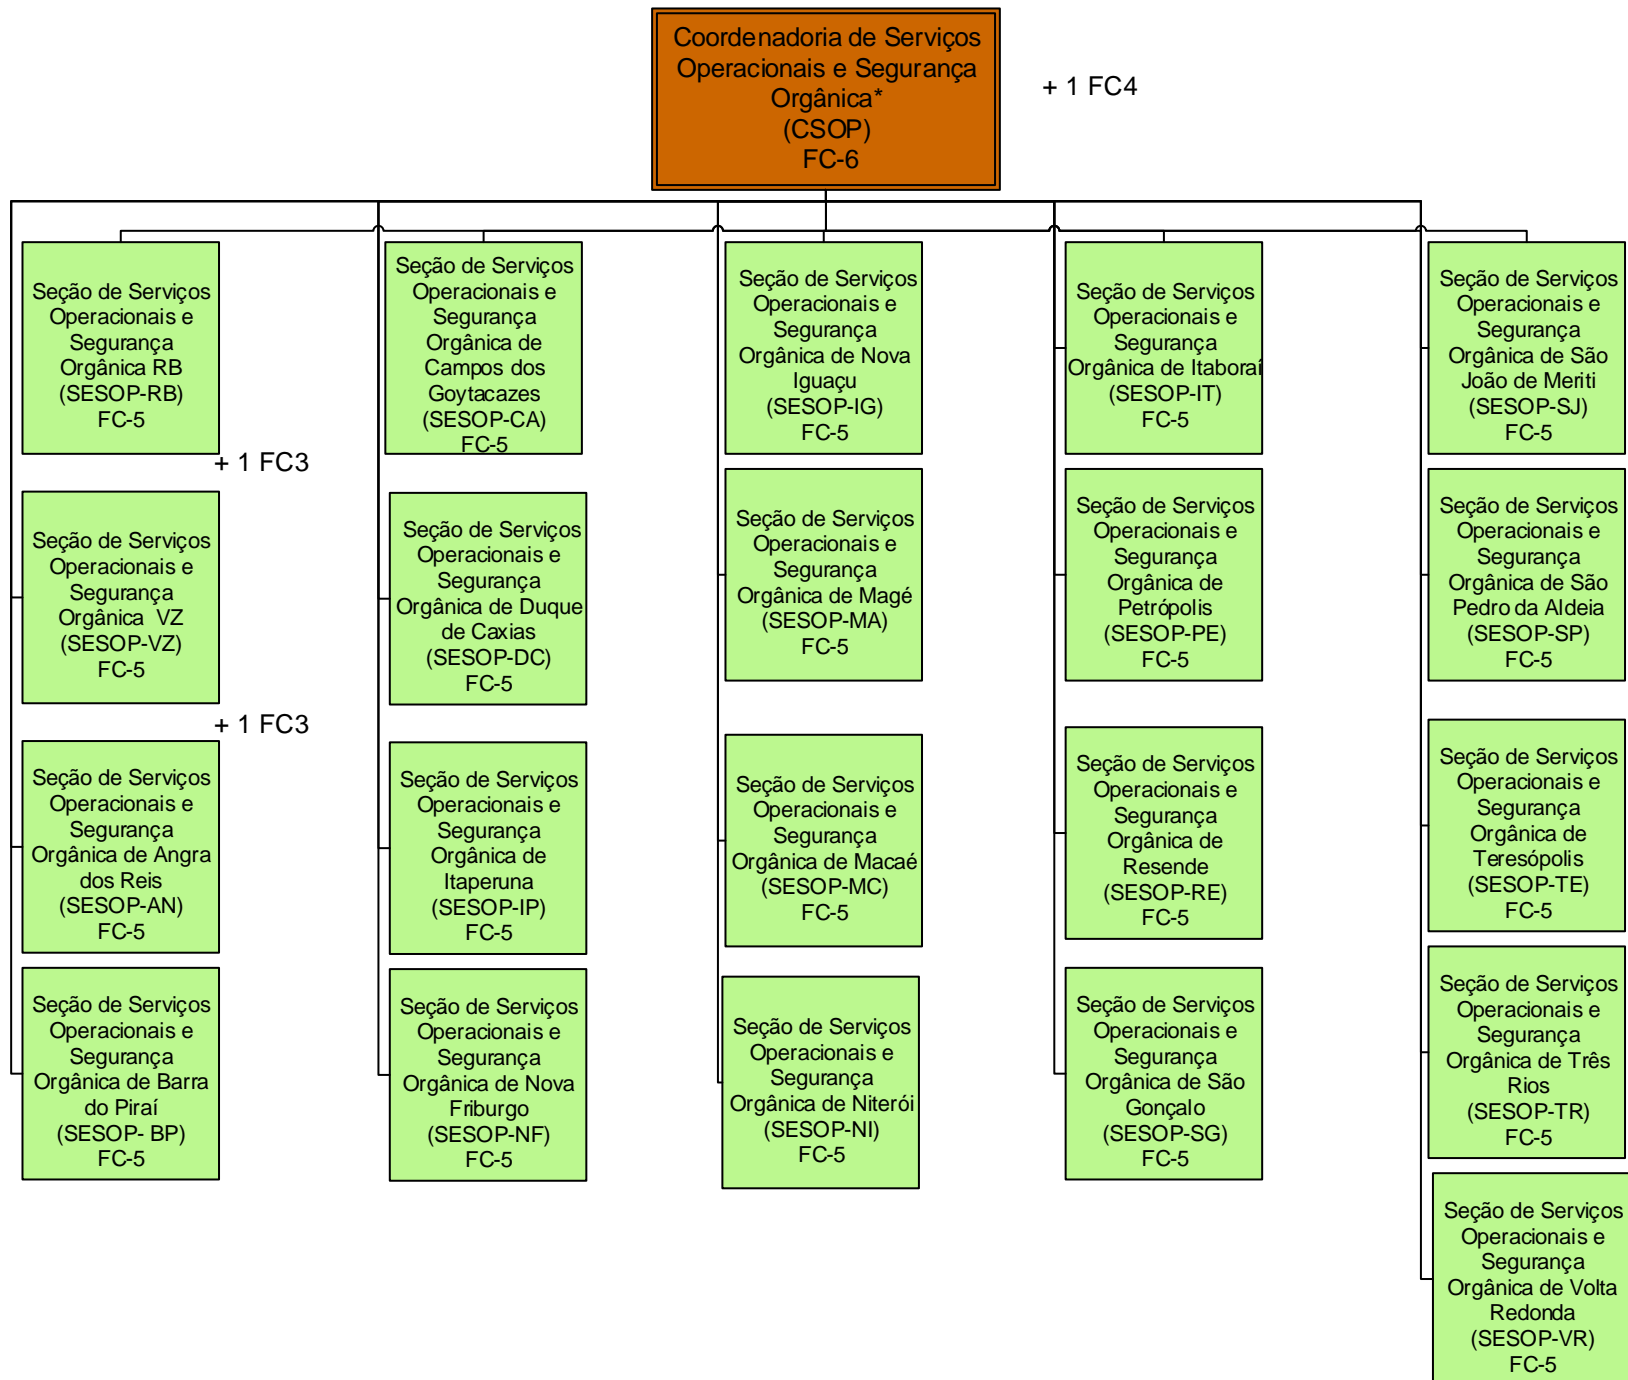 Coordenadoria de Serviços
Operacionais e Segurança
Orgânica*
(CSOP)
FC-6
+ 1 FC4
Seção de Serviços
Operacionais e
Segurança
Orgânica RB
(SESOP-RB)
FC-5
+ 1 FC3
Seção de Serviços
Operacionais e
Segurança
Orgânica VZ
(SESOP-VZ)
FC-5
+ 1 FC3
Seção de Serviços
Operacionais e
Segurança
Orgânica de Angra
dos Reis
(SESOP-AN)
FC-5
Seção de Serviços
Operacionais e
Segurança
Orgânica de Barra
do Piraí
(SESOP- BP)
FC-5
Seção de Serviços
Operacionais e
Segurança
Orgânica de
Campos dos
Goytacazes
(SESOP-CA)
FC-5
Seção de Serviços
Operacionais e
Segurança
Orgânica de Duque
de Caxias
(SESOP-DC)
FC-5
Seção de Serviços
Operacionais e
Segurança
Orgânica de
Itaperuna
(SESOP-IP)
FC-5
Seção de Serviços
Operacionais e
Segurança
Orgânica de Nova
Friburgo
(SESOP-NF)
FC-5
Seção de Serviços
Operacionais e
Segurança
Orgânica de Nova
Iguaçu
(SESOP-IG)
FC-5
Seção de Serviços
Operacionais e
Segurança
Orgânica de Magé
(SESOP-MA)
FC-5
Seção de Serviços
Operacionais e
Segurança
Orgânica de Macaé
(SESOP-MC)
FC-5
Seção de Serviços
Operacionais e
Segurança
Orgânica de Niterói
(SESOP-NI)
FC-5
Seção de Serviços
Operacionais e
Segurança
Orgânica de Itaboraí
(SESOP-IT)
FC-5
Seção de Serviços
Operacionais e
Segurança
Orgânica de
Petrópolis
(SESOP-PE)
FC-5
Seção de Serviços
Operacionais e
Segurança
Orgânica de
Resende
(SESOP-RE)
FC-5
Seção de Serviços
Operacionais e
Segurança
Orgânica de São
Gonçalo
(SESOP-SG)
FC-5
Seção de Serviços
Operacionais e
Segurança
Orgânica de São
João de Meriti
(SESOP-SJ)
FC-5
Seção de Serviços
Operacionais e
Segurança
Orgânica de São
Pedro da Aldeia
(SESOP-SP)
FC-5
Seção de Serviços
Operacionais e
Segurança
Orgânica de
Teresópolis
(SESOP-TE)
FC-5
Seção de Serviços
Operacionais e
Segurança
Orgânica de Três
Rios
(SESOP-TR)
FC-5
Seção de Serviços
Operacionais e
Segurança
Orgânica de Volta
Redonda
(SESOP-VR)
FC-5